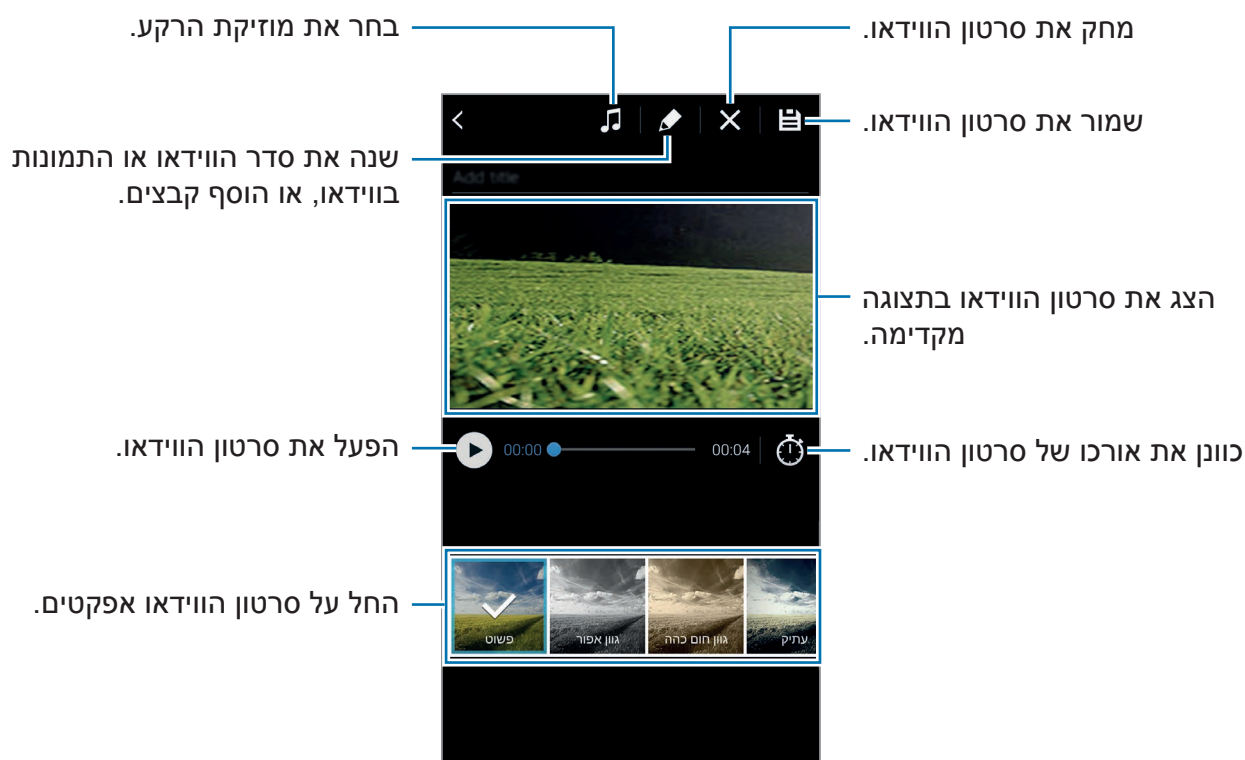 בחר את מוזיקת הרקע.
מחק את סרטון הווידאו.
שמור את סרטון הווידאו.
שנה את סדר הווידאו או התמונות
בווידאו, או הוסף קבצים.
Add title
הצג את סרטון הווידאו בתצוגה
מקדימה.
הפעל את סרטון הווידאו.
00:00
00:04
כוונן את אורכו של סרטון הווידאו.
החל על סרטון הווידאו אפקטים.
פשוט
גוון אפור
גוון חום כהה
עתיק